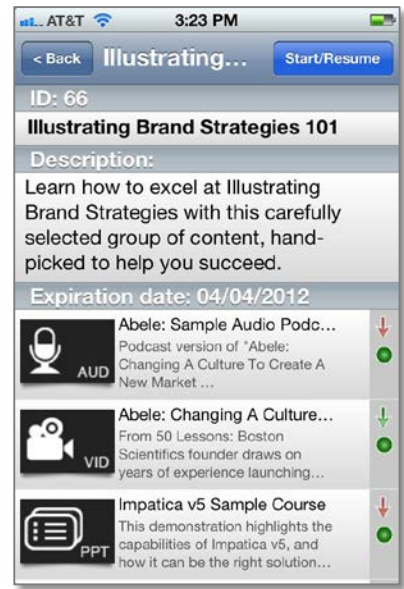 AT&T 3:23 PM
< Back Illustrating... Start/Resume
ID: 66
Illustrating Brand Strategies 101
Description:
Learn how to excel at Illustrating
Brand Strategies with this carefully
selected group of content, hand-
picked to help you succeed.
Expiration date: 04/04/2012
Abele: Sample Audio Podc...
Podcast version of "Abele:
Changing A Culture To Create A
New Market ...
AUD
Abele: Changing A Culture...
From 50 Lessons: Boston
Scientifics founder draws on
years of experience launching...
VID
Impatica v5 Sample Course
This demonstration highlights the
capabilities of Impatica v5, and
how it can be the right solution...
PPT